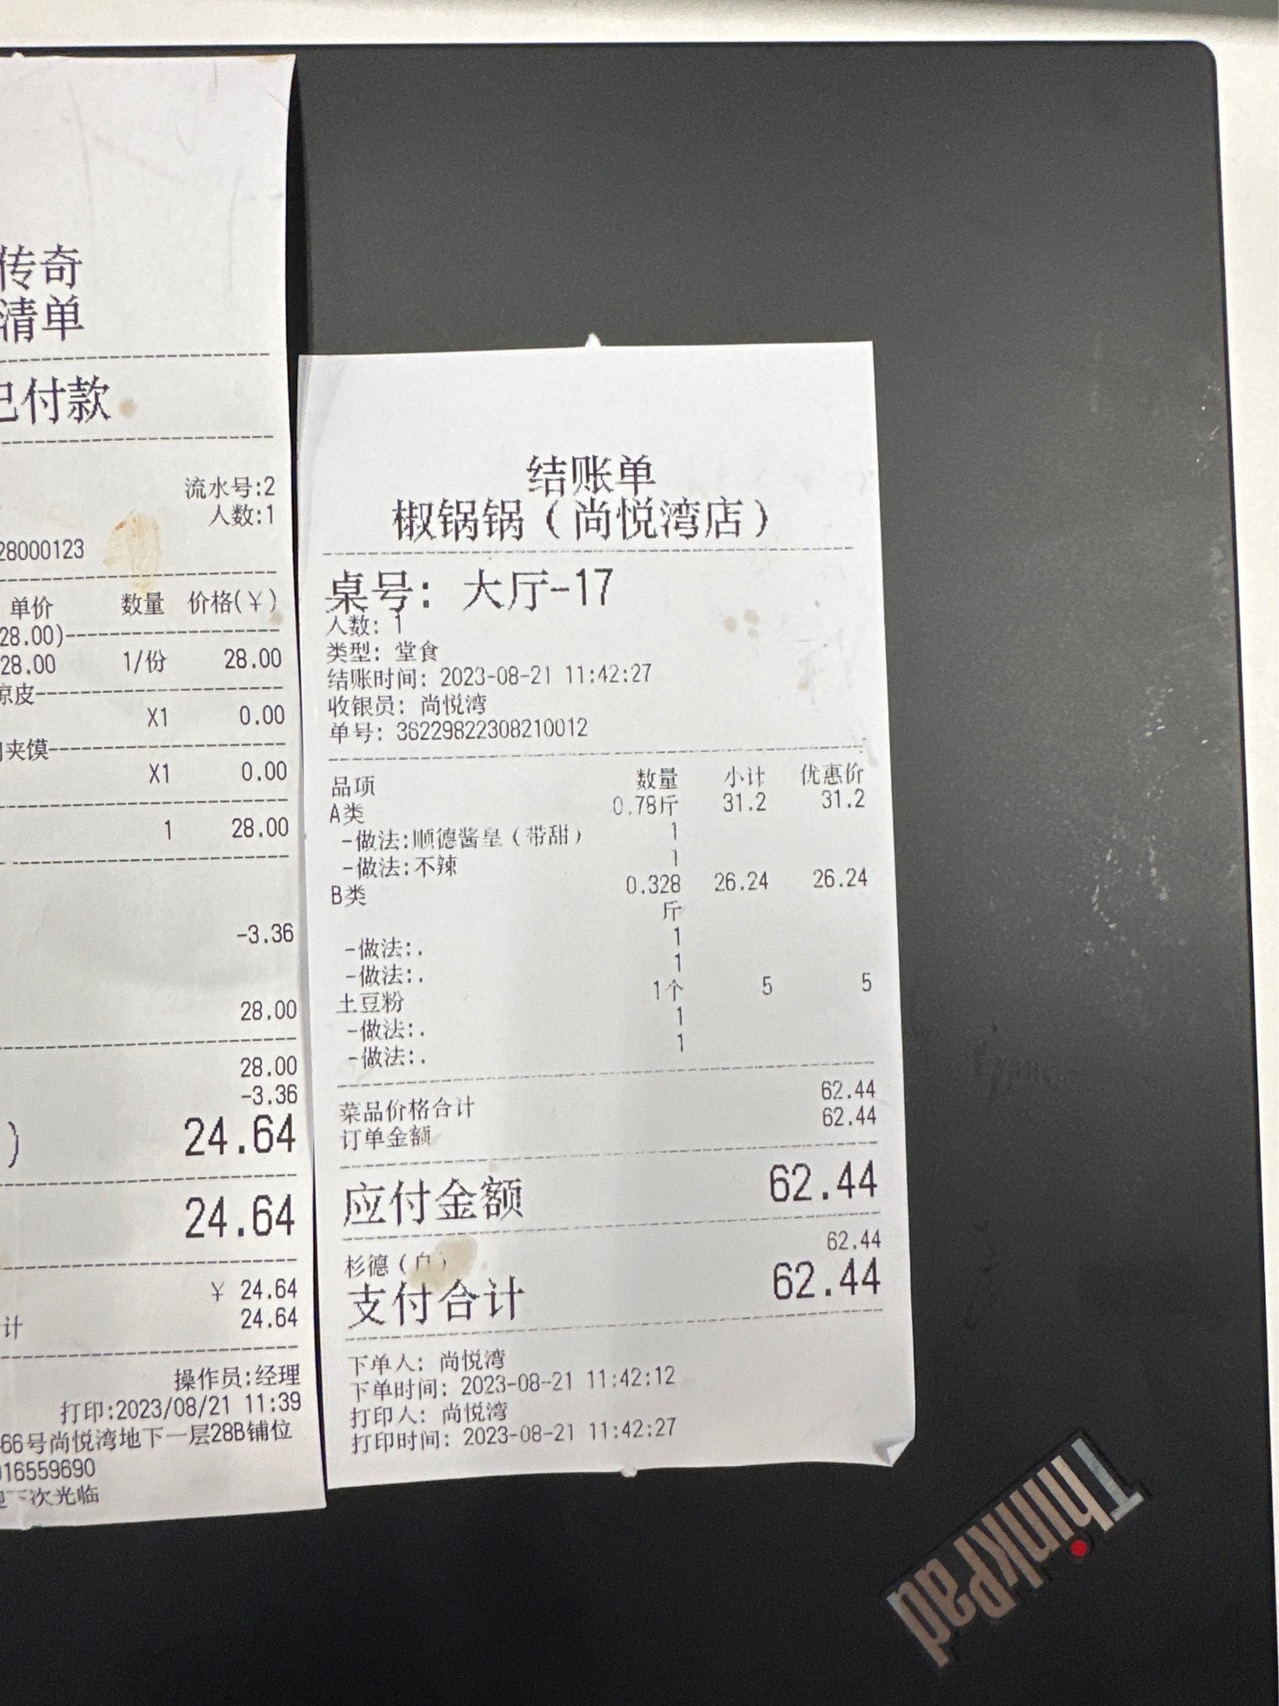 传奇
清单
已付款
流水号:2
人数:1
28000123
单价 数量 价格(¥)
28.00)
28.00 1/份 28.00
凉皮
X1 0.00
夹馍
X1 0.00
1 28.00
-3.36
28.00
28.00
-3.36
) 24.64
24.64
¥ 24.64
计 24.64
操作员:经理
打印:2023/08/21 11:39
66号尚悦湾地下一层28B铺位
016559690
下次光临
结账单
椒锅锅(尚悦湾店)
桌号: 大厅-17
人数: 1
类型: 堂食
结账时间: 2023-08-21 11:42:27
收银员: 尚悦湾
单号: 36229822308210012
品项 数量 小计 优惠价
A类 0.78斤 31.2 31.2
-做法:顺德酱皇(带甜) 1
-做法:不辣 1
B类 0.328斤 26.24 26.24
-做法:. 1
-做法:. 1
土豆粉 1个 5 5
-做法:. 1
-做法:. 1
菜品价格合计 62.44
订单金额 62.44
应付金额 62.44
杉德( ) 62.44
支付合计 62.44
下单人: 尚悦湾
下单时间: 2023-08-21 11:42:12
打印人: 尚悦湾
打印时间: 2023-08-21 11:42:27
ThinkPad